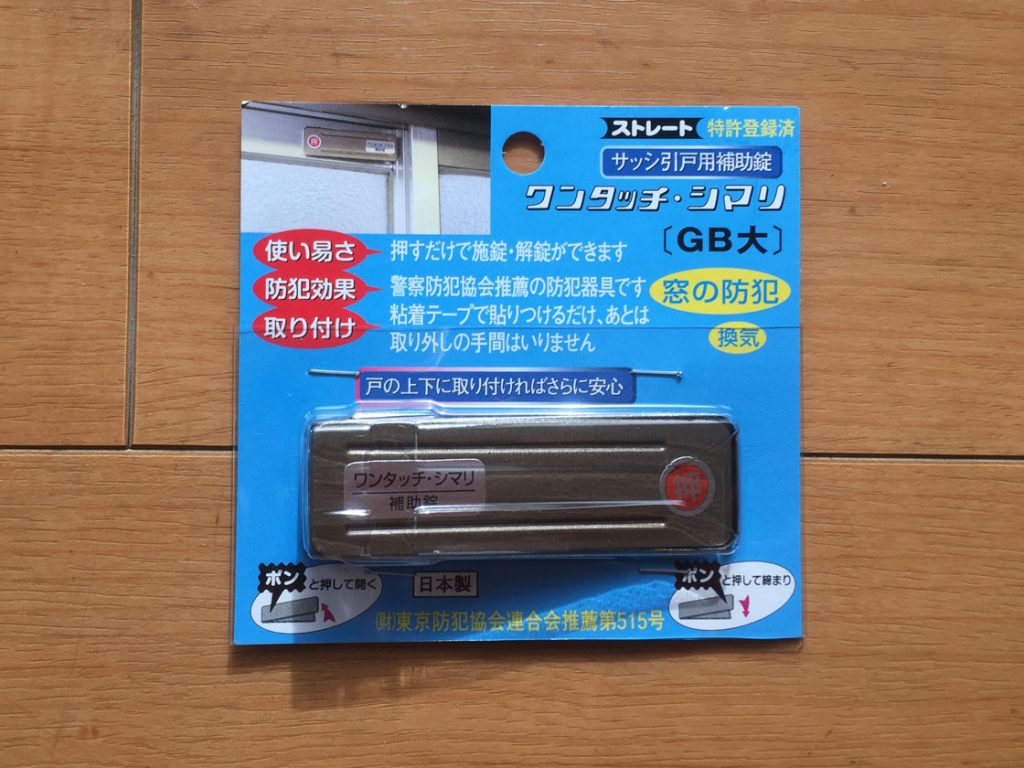 ストレート 特許登録済
サッシ引戸用補助錠
ワンタッチ・シマリ
〔GB大〕
使い易さ 押すだけで施錠・解錠ができます
防犯効果 警察防犯協会推薦の防犯器具です
取り付け 粘着テープで貼りつけるだけ、あとは
取り外しの手間はいりません
窓の防犯
換気
戸の上下に取り付ければさらに安心
ワンタッチ・シマリ
補助錠
押
ポンと押して開く
日本製
ポンと押して締まり
㈶東京防犯協会連合会推薦第515号